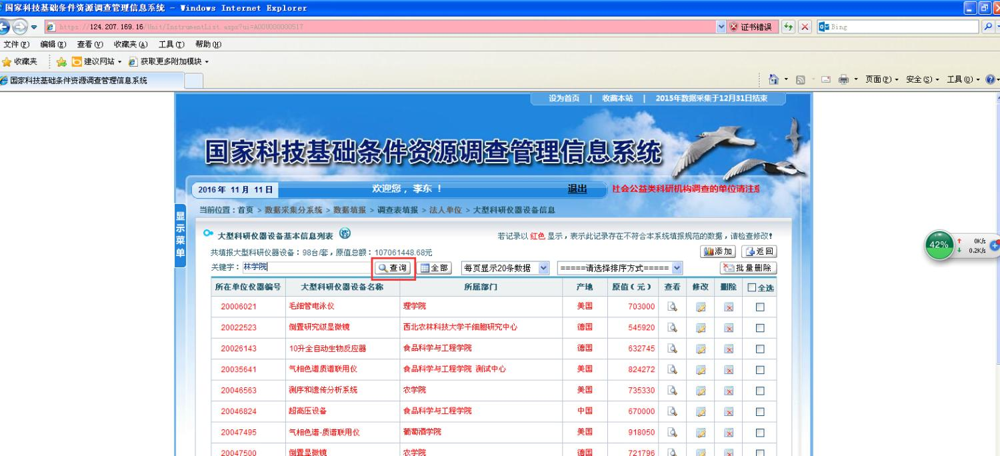 国家科技基础条件资源调查管理信息系统 - Windows Internet Explorer
https://124.207.169.16/Unit/InstrumentList.aspx?ui=A00U000000517 证书错误 Bing
文件(F) 编辑(E) 查看(V) 收藏夹(A) 工具(T) 帮助(H)
收藏夹 建议网站 获取更多附加模块
国家科技基础条件资源调查管理信息系统 页面(P) 安全(S) 工具(O)
设为首页 | 收藏本站 | 2015年数据采集于12月31日结束
国家科技基础条件资源调查管理信息系统
2016 年 11 月 11 日 欢迎您，李东！ 退出 社会公益类科研机构调查的单位请注意
当前位置：首页 > 数据采集分系统 > 数据填报 > 调查表填报 > 法人单位 > 大型科研仪器设备信息
显示菜单
大型科研仪器设备基本信息列表 若记录以 红色 显示，表示此记录存在不符合本系统填报规范的数据，请检查修改!
共填报大型科研仪器设备：98台/套，原值总额：107061448.68元 添加 返回
关键字：林学院 查询 全部 每页显示20条数据 =====请选择排序方式===== 批量删除
所在单位仪器编号 大型科研仪器设备名称 所属部门 产地 原值（元） 查看 修改 删除 全选
20006021 毛细管电泳仪 理学院 美国 703000
20022523 倒置研究级显微镜 西北农林科技大学干细胞研究中心 德国 545920
20026143 10升全自动生物反应器 食品科学与工程学院 德国 632745
20035641 气相色谱质谱联用仪 食品科学与工程学院 测试中心 美国 824272
20046563 测序和遗传分析系统 农学院 美国 735330
20046824 超高压设备 食品科学与工程学院 中国 670000
20047495 气相色谱-质谱联用仪 葡萄酒学院 美国 918050
20047500 倒置显微镜 农学院 德国 721796
42% 0K/s
0.2K/s